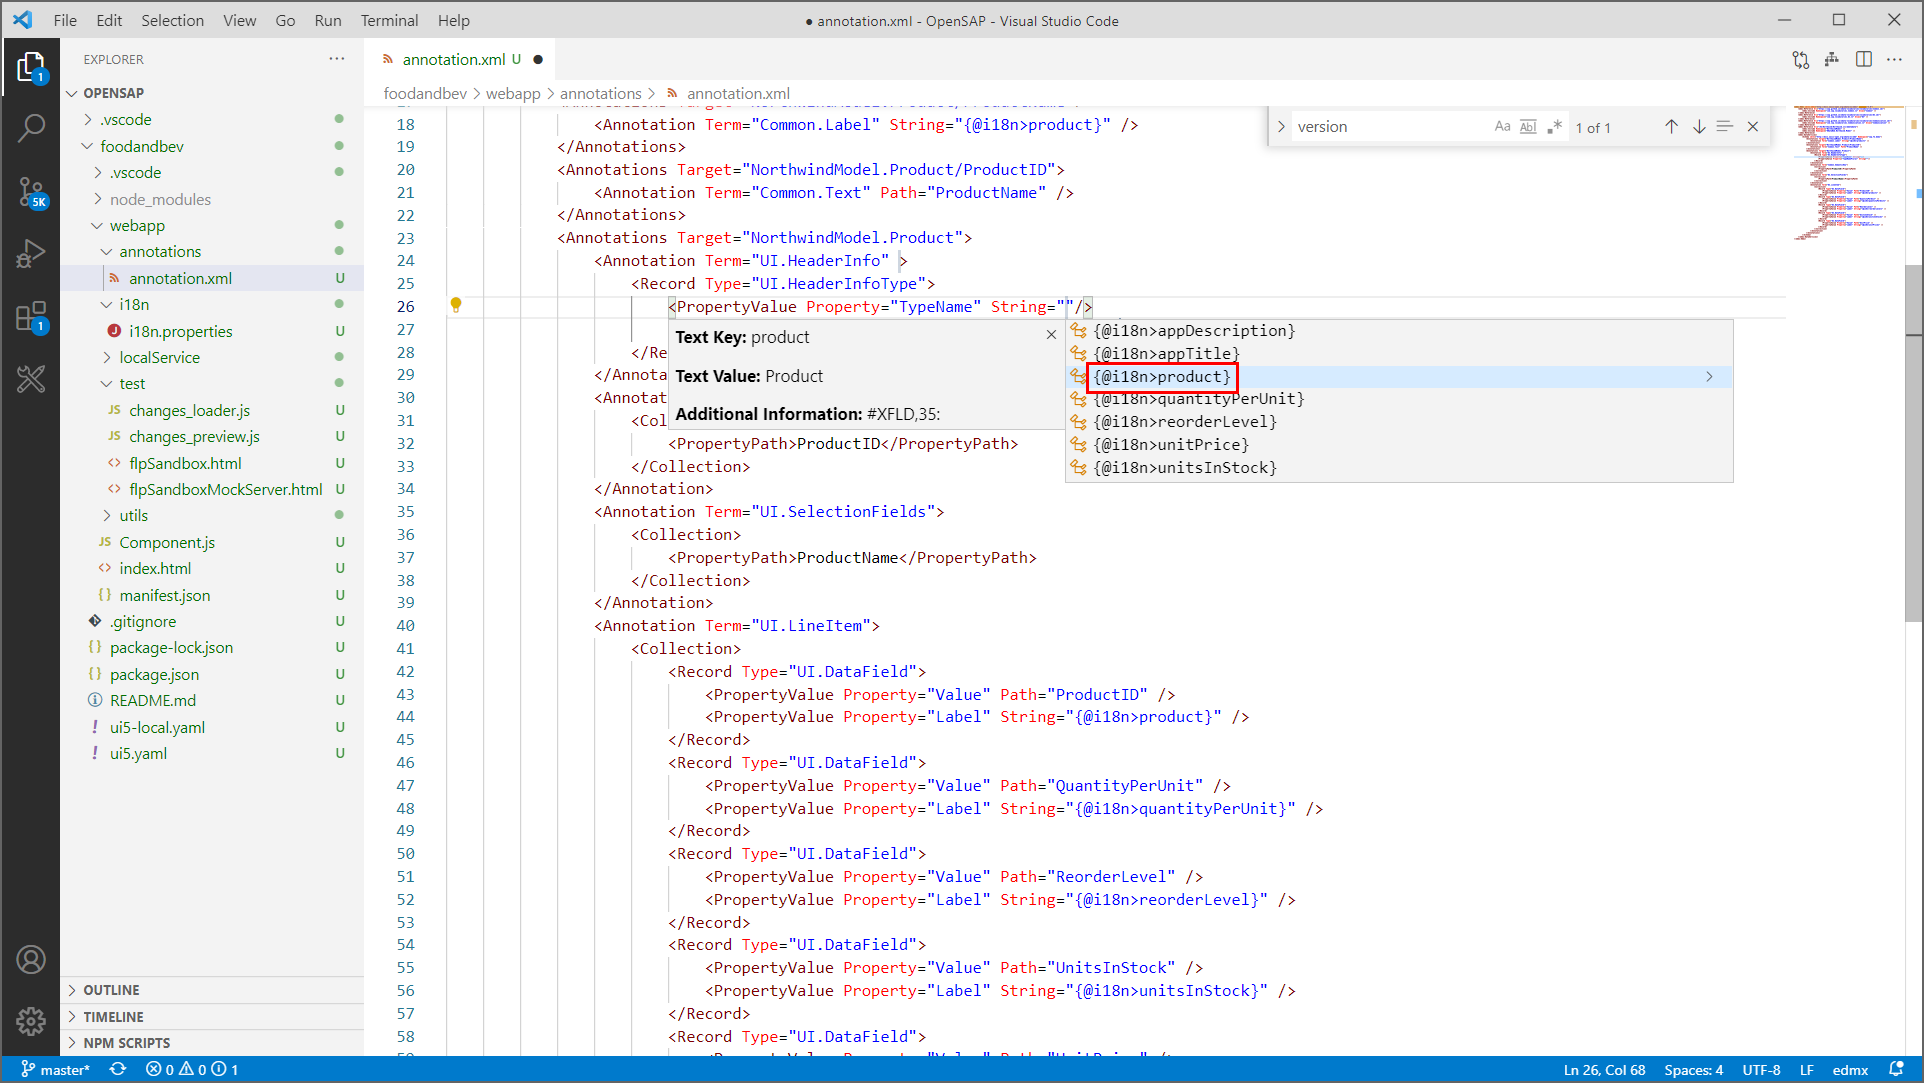 File Edit Selection View Go Run Terminal Help
● annotation.xml - OpenSAP - Visual Studio Code
EXPLORER
OPENSAP
.vscode
foodandbev
.vscode
node_modules
webapp
annotations
annotation.xml U
i18n
i18n.properties U
localService
test
JS changes_loader.js U
JS changes_preview.js U
<> flpSandbox.html U
<> flpSandboxMockServer.html U
utils
JS Component.js U
<> index.html U
{} manifest.json U
.gitignore U
{} package-lock.json U
{} package.json U
README.md U
! ui5-local.yaml U
! ui5.yaml U
OUTLINE
TIMELINE
NPM SCRIPTS
1
5K
1
annotation.xml U ●
foodandbev > webapp > annotations > annotation.xml
version Aa Abl .* 1 of 1
18 <Annotation Term="Common.Label" String="{@i18n>product}" />
19 </Annotations>
20 <Annotations Target="NorthwindModel.Product/ProductID">
21 <Annotation Term="Common.Text" Path="ProductName" />
22 </Annotations>
23 <Annotations Target="NorthwindModel.Product">
24 <Annotation Term="UI.HeaderInfo" >
25 <Record Type="UI.HeaderInfoType">
26 <PropertyValue Property="TypeName" String=""/>
27
28 </Re
29 </Annota
30 <Annotat
31 <Col
32 <PropertyPath>ProductID</PropertyPath>
33 </Collection>
34 </Annotation>
35 <Annotation Term="UI.SelectionFields">
36 <Collection>
37 <PropertyPath>ProductName</PropertyPath>
38 </Collection>
39 </Annotation>
40 <Annotation Term="UI.LineItem">
41 <Collection>
42 <Record Type="UI.DataField">
43 <PropertyValue Property="Value" Path="ProductID" />
44 <PropertyValue Property="Label" String="{@i18n>product}" />
45 </Record>
46 <Record Type="UI.DataField">
47 <PropertyValue Property="Value" Path="QuantityPerUnit" />
48 <PropertyValue Property="Label" String="{@i18n>quantityPerUnit}" />
49 </Record>
50 <Record Type="UI.DataField">
51 <PropertyValue Property="Value" Path="ReorderLevel" />
52 <PropertyValue Property="Label" String="{@i18n>reorderLevel}" />
53 </Record>
54 <Record Type="UI.DataField">
55 <PropertyValue Property="Value" Path="UnitsInStock" />
56 <PropertyValue Property="Label" String="{@i18n>unitsInStock}" />
57 </Record>
58 <Record Type="UI.DataField">
Text Key: product
Text Value: Product
Additional Information: #XFLD,35:
{@i18n>appDescription}
{@i18n>appTitle}
{@i18n>product}
{@i18n>quantityPerUnit}
{@i18n>reorderLevel}
{@i18n>unitPrice}
{@i18n>unitsInStock}
master* 0 0 1
Ln 26, Col 68 Spaces: 4 UTF-8 LF edmx